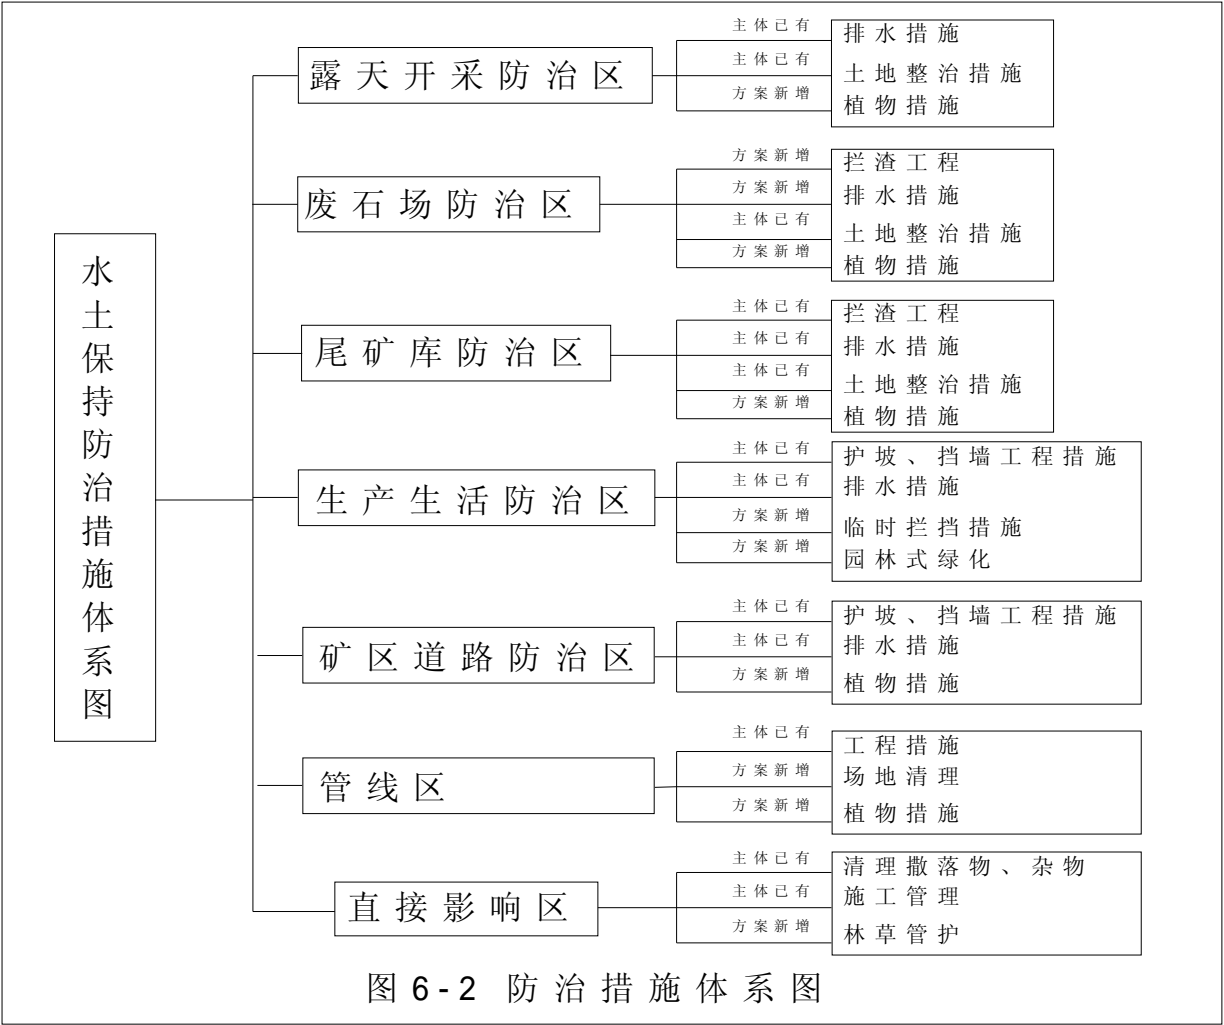 水土保持防治措施体系图
露天开采防治区
主体已有 排水措施
主体已有 土地整治措施
方案新增 植物措施
废石场防治区
方案新增 拦渣工程
方案新增 排水措施
主体已有 土地整治措施
方案新增 植物措施
尾矿库防治区
主体已有 拦渣工程
主体已有 排水措施
主体已有 土地整治措施
方案新增 植物措施
生产生活防治区
主体已有 护坡、挡墙工程措施
主体已有 排水措施
方案新增 临时拦挡措施
方案新增 园林式绿化
矿区道路防治区
主体已有 护坡、挡墙工程措施
主体已有 排水措施
方案新增 植物措施
管线区
主体已有 工程措施
方案新增 场地清理
方案新增 植物措施
直接影响区
主体已有 清理撒落物、杂物
主体已有 施工管理
方案新增 林草管护
图6-2 防治措施体系图